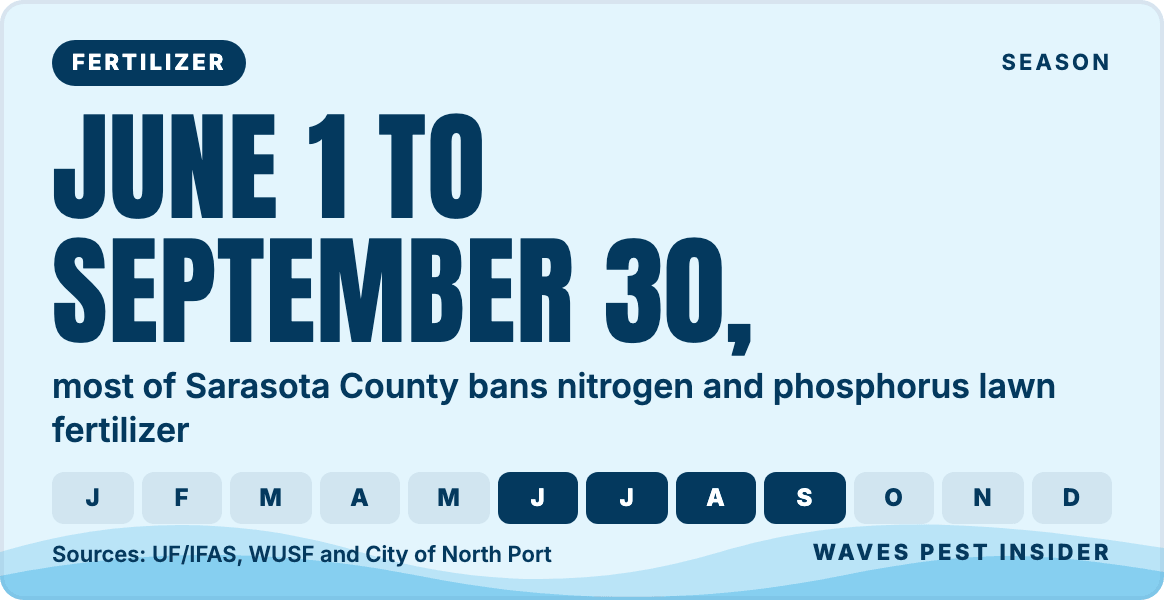 FERTILIZER
SEASON
JUNE 1 TO
SEPTEMBER 30,
most of Sarasota County bans nitrogen and phosphorus lawn
fertilizer
J F M A M J J A S O N D
Sources: UF/IFAS, WUSF and City of North Port
WAVES PEST INSIDER